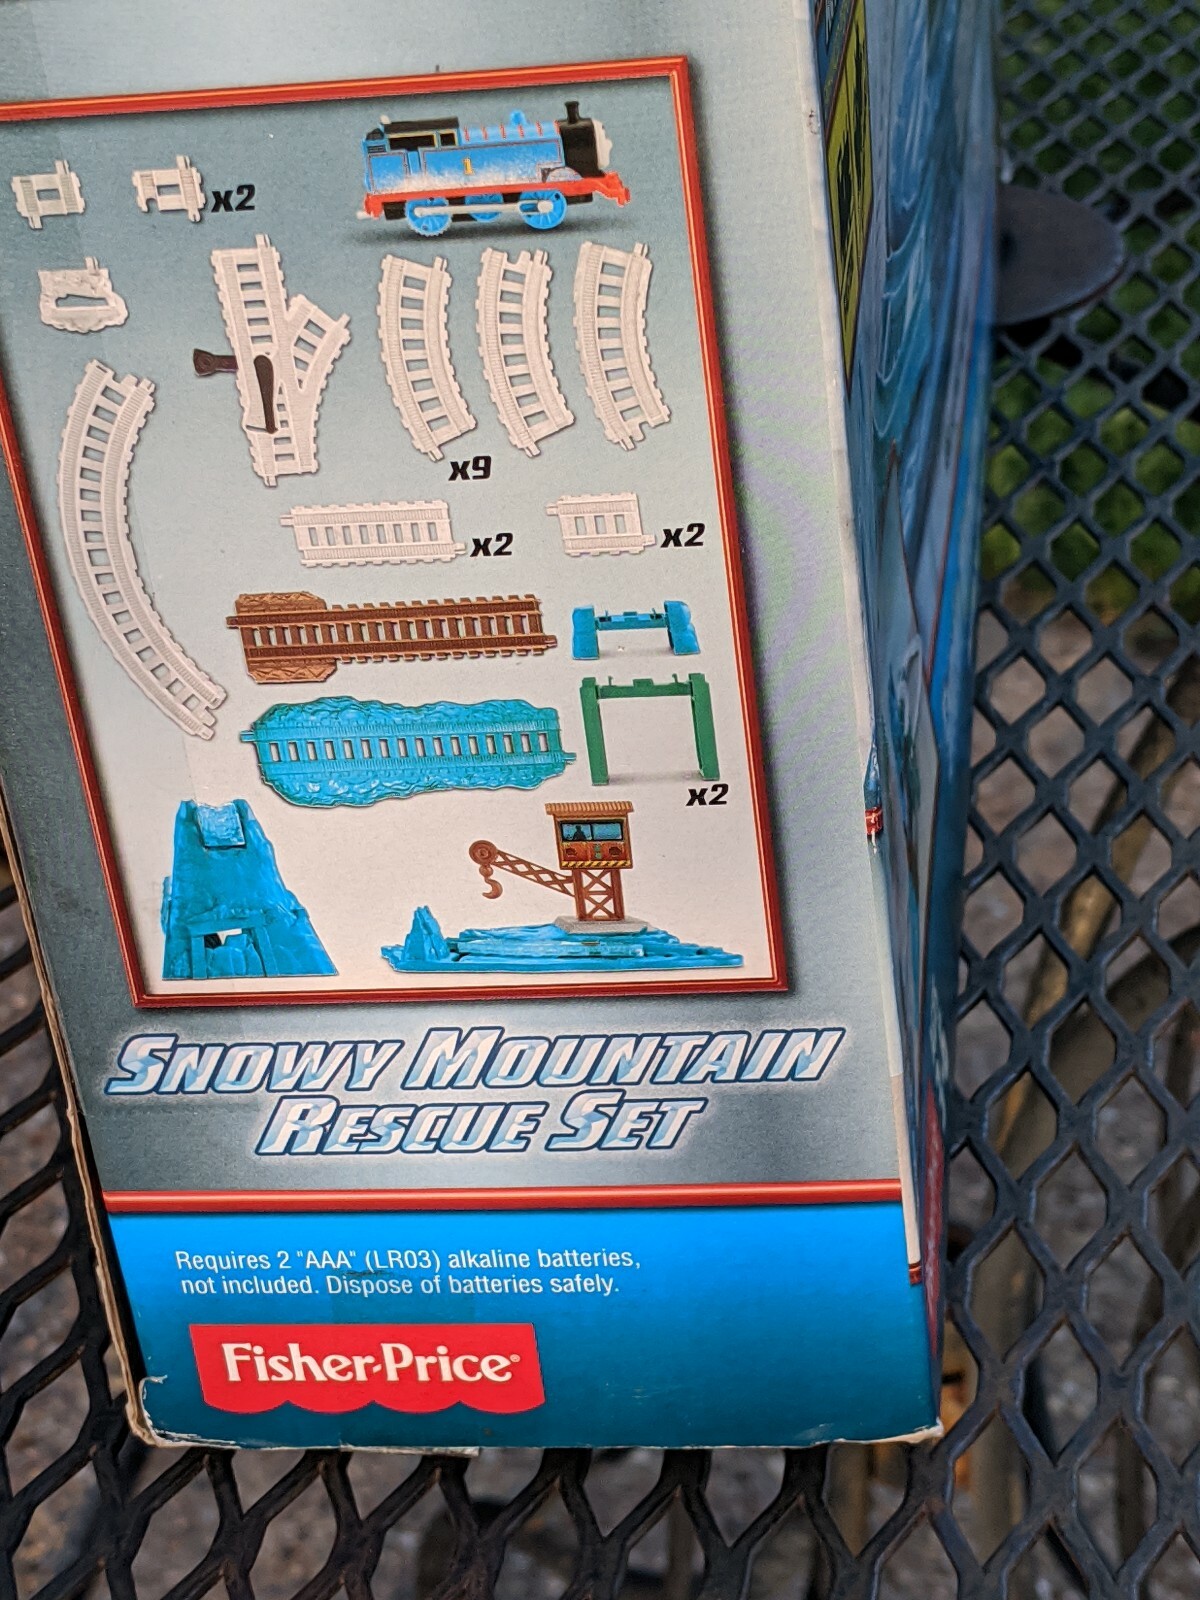 x2
1
x9
x2
x2
x2
SNOWY MOUNTAIN
RESCUE SET
Requires 2 "AAA" (LR03) alkaline batteries,
not included. Dispose of batteries safely.
Fisher-Price®